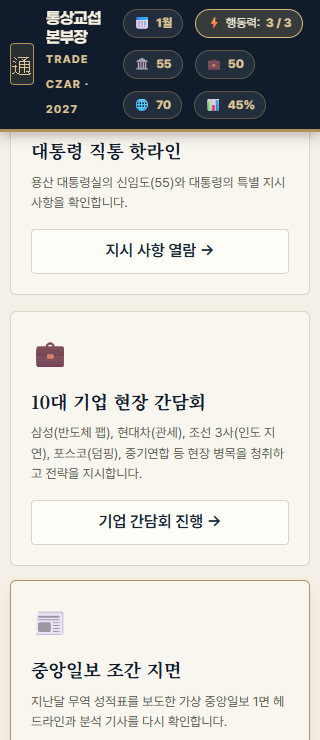 通
통상교섭
본부장
TRADE
CZAR ·
2027
1월
행동력: 3 / 3
55
50
70
45%
대통령 직통 핫라인
용산 대통령실의 신임도(55)와 대통령의 특별 지시
사항을 확인합니다.
지시 사항 열람 →
10대 기업 현장 간담회
삼성(반도체 팹), 현대차(관세), 조선 3사(인도 지
연), 포스코(덤핑), 중기연합 등 현장 병목을 청취하
고 전략을 지시합니다.
기업 간담회 진행 →
중앙일보 조간 지면
지난달 무역 성적표를 보도한 가상 중앙일보 1면 헤
드라인과 분석 기사를 다시 확인합니다.